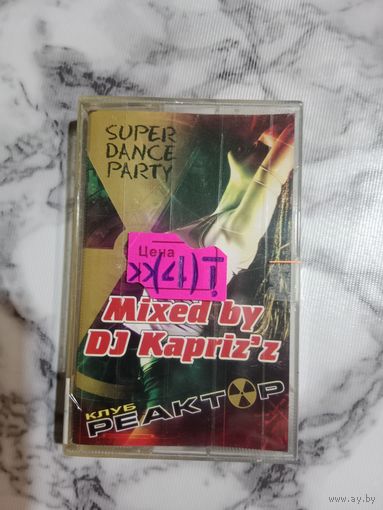 SUPER
DANCE
PARTY
Цена
Mixed by
DJ Kapriz'z
КЛУБ
РЕАКТОР
www.ay.by